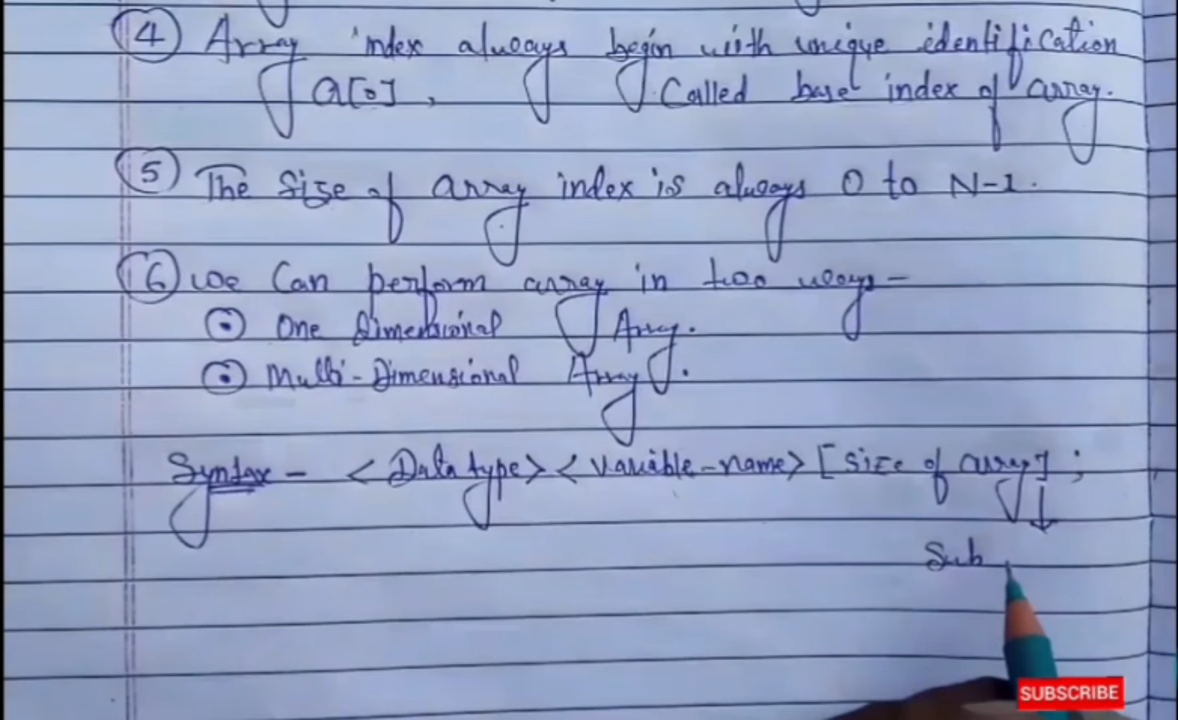 ④ Array index always begin with unique identification
a[0], Called base index of array.
⑤ The size of array index is always 0 to N-1.
⑥ we Can perform array in two ways-
⊙ One Dimensional Array.
⊙ Multi-Dimensional Array.
Syntax - <Data type> <variable-name> [size of array];
↓
Sub
SUBSCRIBE